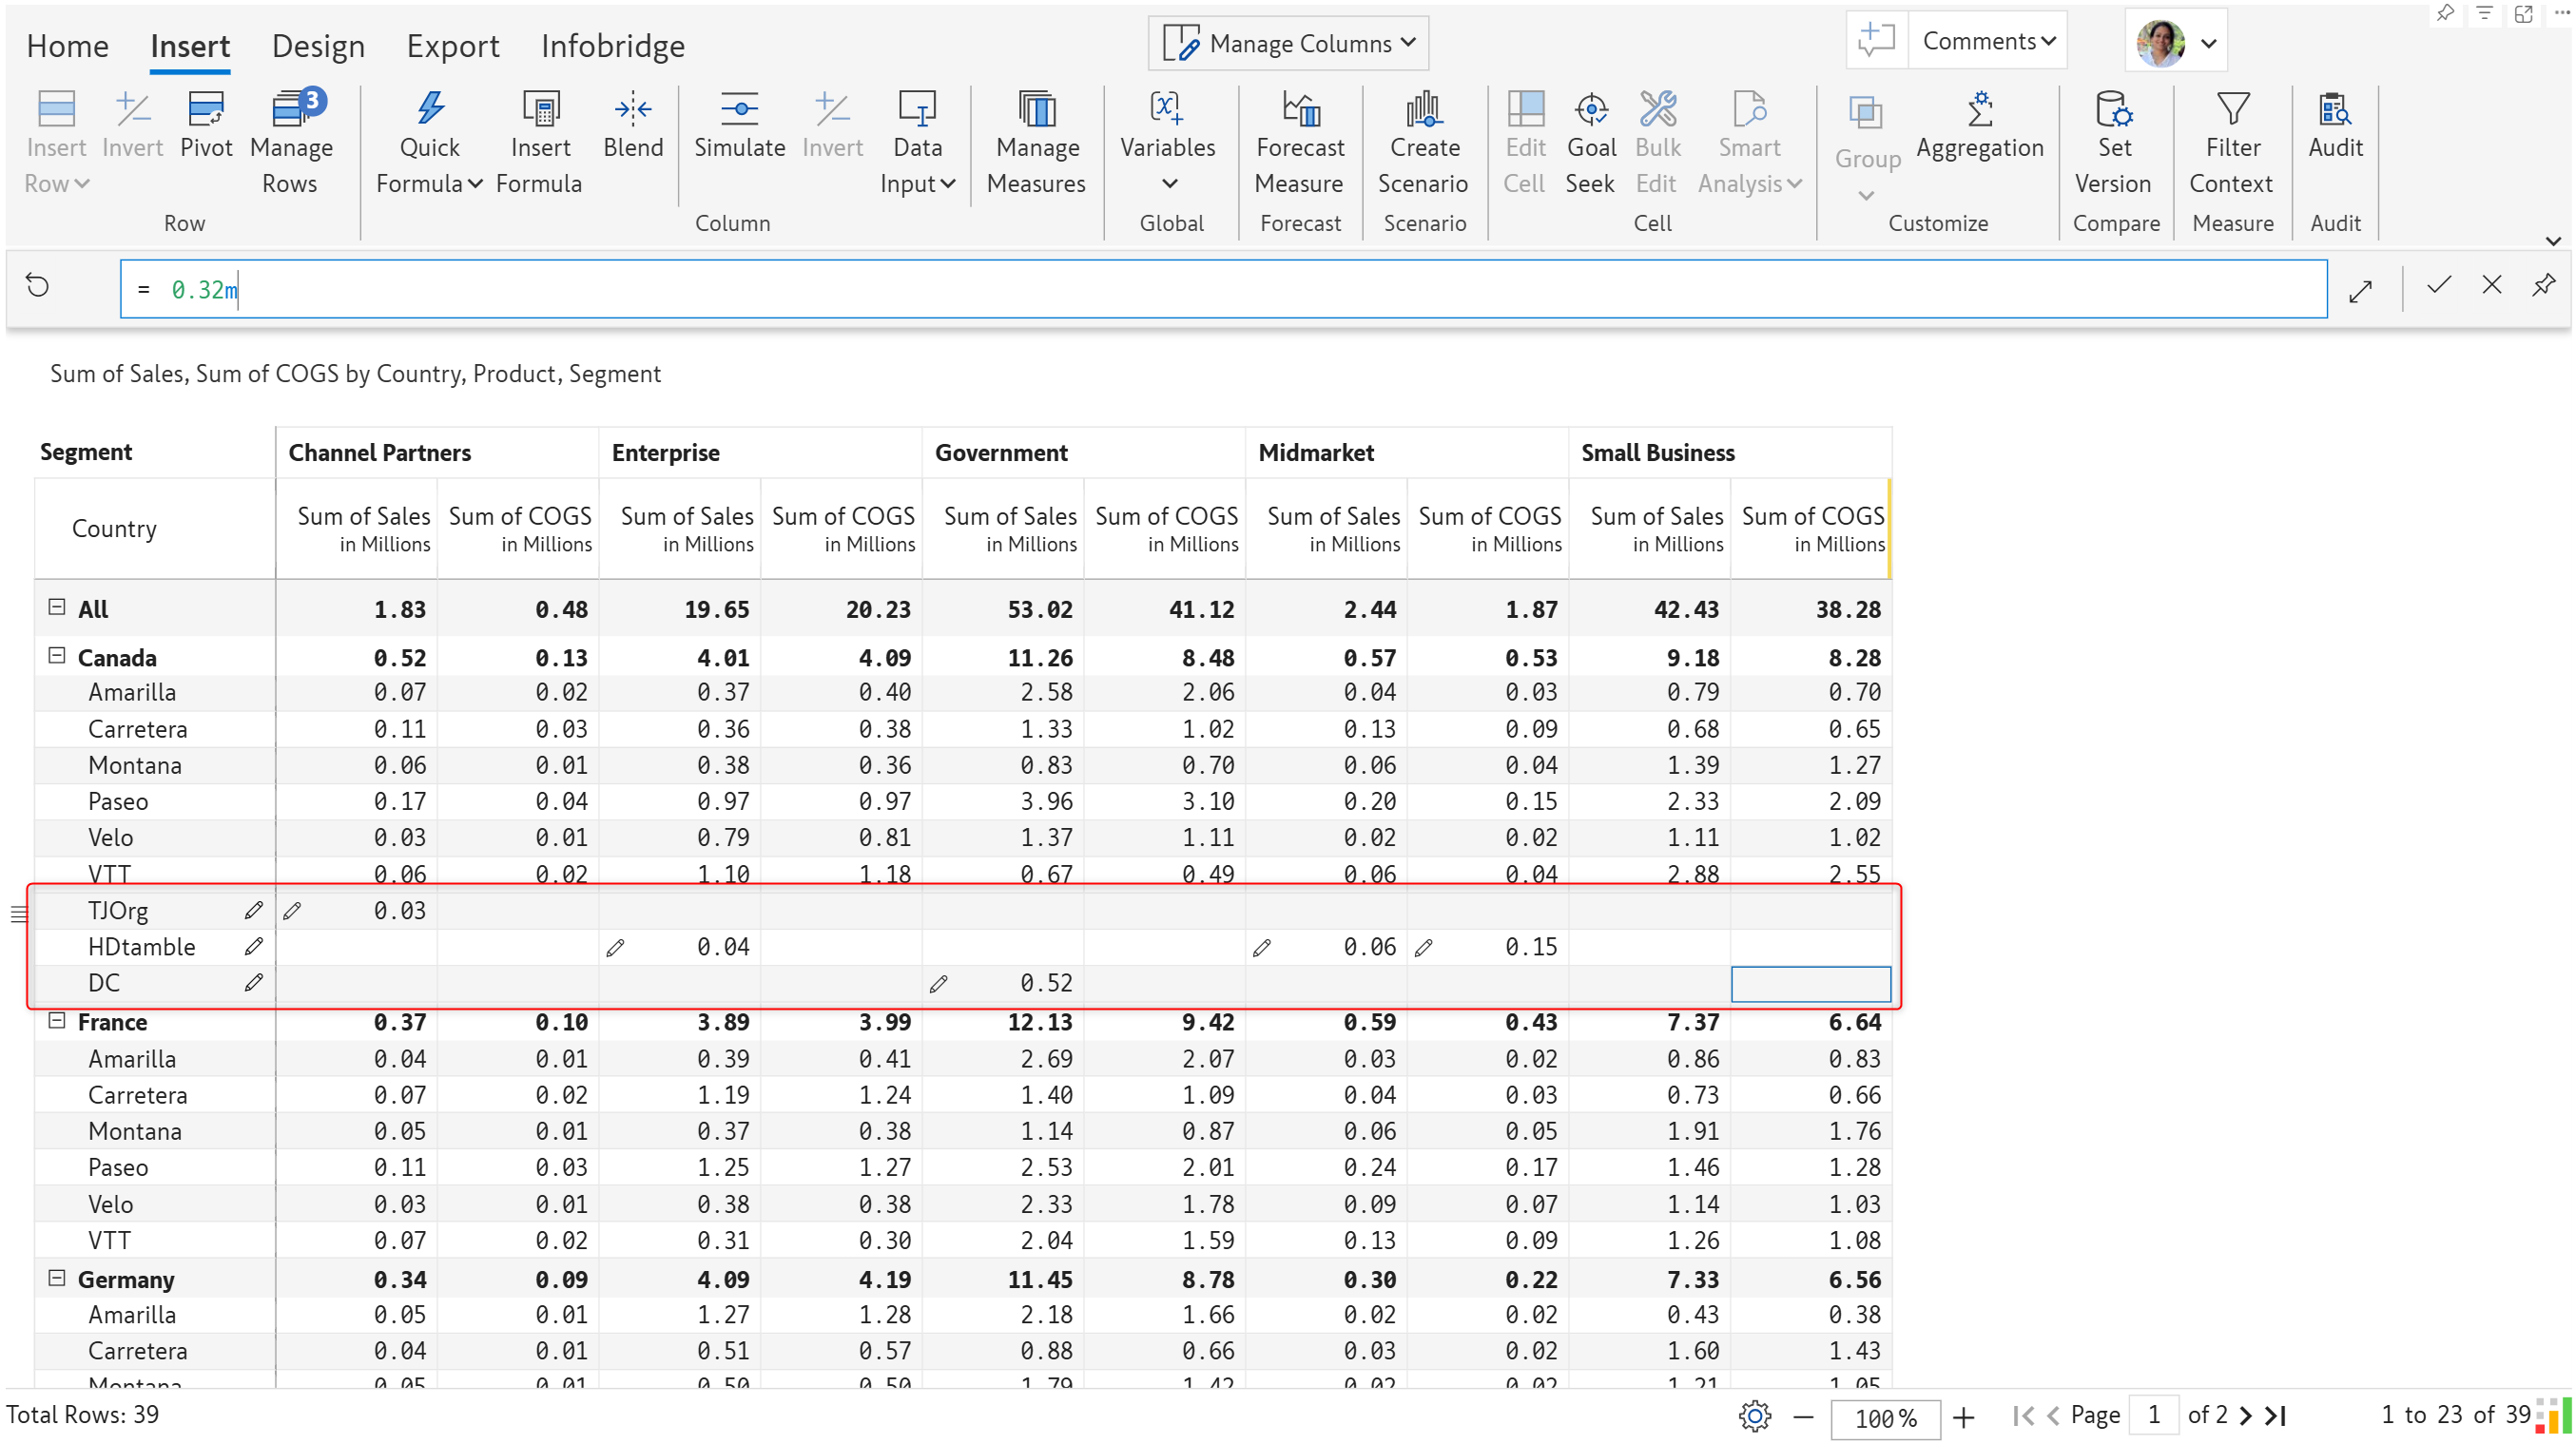 Home Insert Design Export Infobridge Manage Columns Comments
Insert Row Invert Pivot Manage Rows 3 Quick Formula Insert Formula Blend Simulate Invert Data Input Manage Measures Variables Forecast Measure Create Scenario Edit Cell Goal Seek Bulk Edit Smart Analysis Group Aggregation Set Version Filter Context Audit
Row Column Global Forecast Scenario Cell Customize Compare Measure Audit
= 0.32m
Sum of Sales, Sum of COGS by Country, Product, Segment
Segment Channel Partners Enterprise Government Midmarket Small Business
Country Sum of Sales Sum of COGS Sum of Sales Sum of COGS Sum of Sales Sum of COGS Sum of Sales Sum of COGS Sum of Sales Sum of COGS
in Millions in Millions in Millions in Millions in Millions in Millions in Millions in Millions in Millions in Millions
All 1.83 0.48 19.65 20.23 53.02 41.12 2.44 1.87 42.43 38.28
Canada 0.52 0.13 4.01 4.09 11.26 8.48 0.57 0.53 9.18 8.28
Amarilla 0.07 0.02 0.37 0.40 2.58 2.06 0.04 0.03 0.79 0.70
Carretera 0.11 0.03 0.36 0.38 1.33 1.02 0.13 0.09 0.68 0.65
Montana 0.06 0.01 0.38 0.36 0.83 0.70 0.06 0.04 1.39 1.27
Paseo 0.17 0.04 0.97 0.97 3.96 3.10 0.20 0.15 2.33 2.09
Velo 0.03 0.01 0.79 0.81 1.37 1.11 0.02 0.02 1.11 1.02
VTT 0.06 0.02 1.10 1.18 0.67 0.49 0.06 0.04 2.88 2.55
TJOrg 0.03
HDtamble 0.04 0.06 0.15
DC 0.52
France 0.37 0.10 3.89 3.99 12.13 9.42 0.59 0.43 7.37 6.64
Amarilla 0.04 0.01 0.39 0.41 2.69 2.07 0.03 0.02 0.86 0.83
Carretera 0.07 0.02 1.19 1.24 1.40 1.09 0.04 0.03 0.73 0.66
Montana 0.05 0.01 0.37 0.38 1.14 0.87 0.06 0.05 1.91 1.76
Paseo 0.11 0.03 1.25 1.27 2.53 2.01 0.24 0.17 1.46 1.28
Velo 0.03 0.01 0.38 0.38 2.33 1.78 0.09 0.07 1.14 1.03
VTT 0.07 0.02 0.31 0.30 2.04 1.59 0.13 0.09 1.26 1.08
Germany 0.34 0.09 4.09 4.19 11.45 8.78 0.30 0.22 7.33 6.56
Amarilla 0.05 0.01 1.27 1.28 2.18 1.66 0.02 0.02 0.43 0.38
Carretera 0.04 0.01 0.51 0.57 0.88 0.66 0.03 0.02 1.60 1.43
Montana 0.05 0.01 0.50 0.50 1.79 1.42 0.02 0.02 1.21 1.05
Total Rows: 39 100% Page 1 of 2 1 to 23 of 39